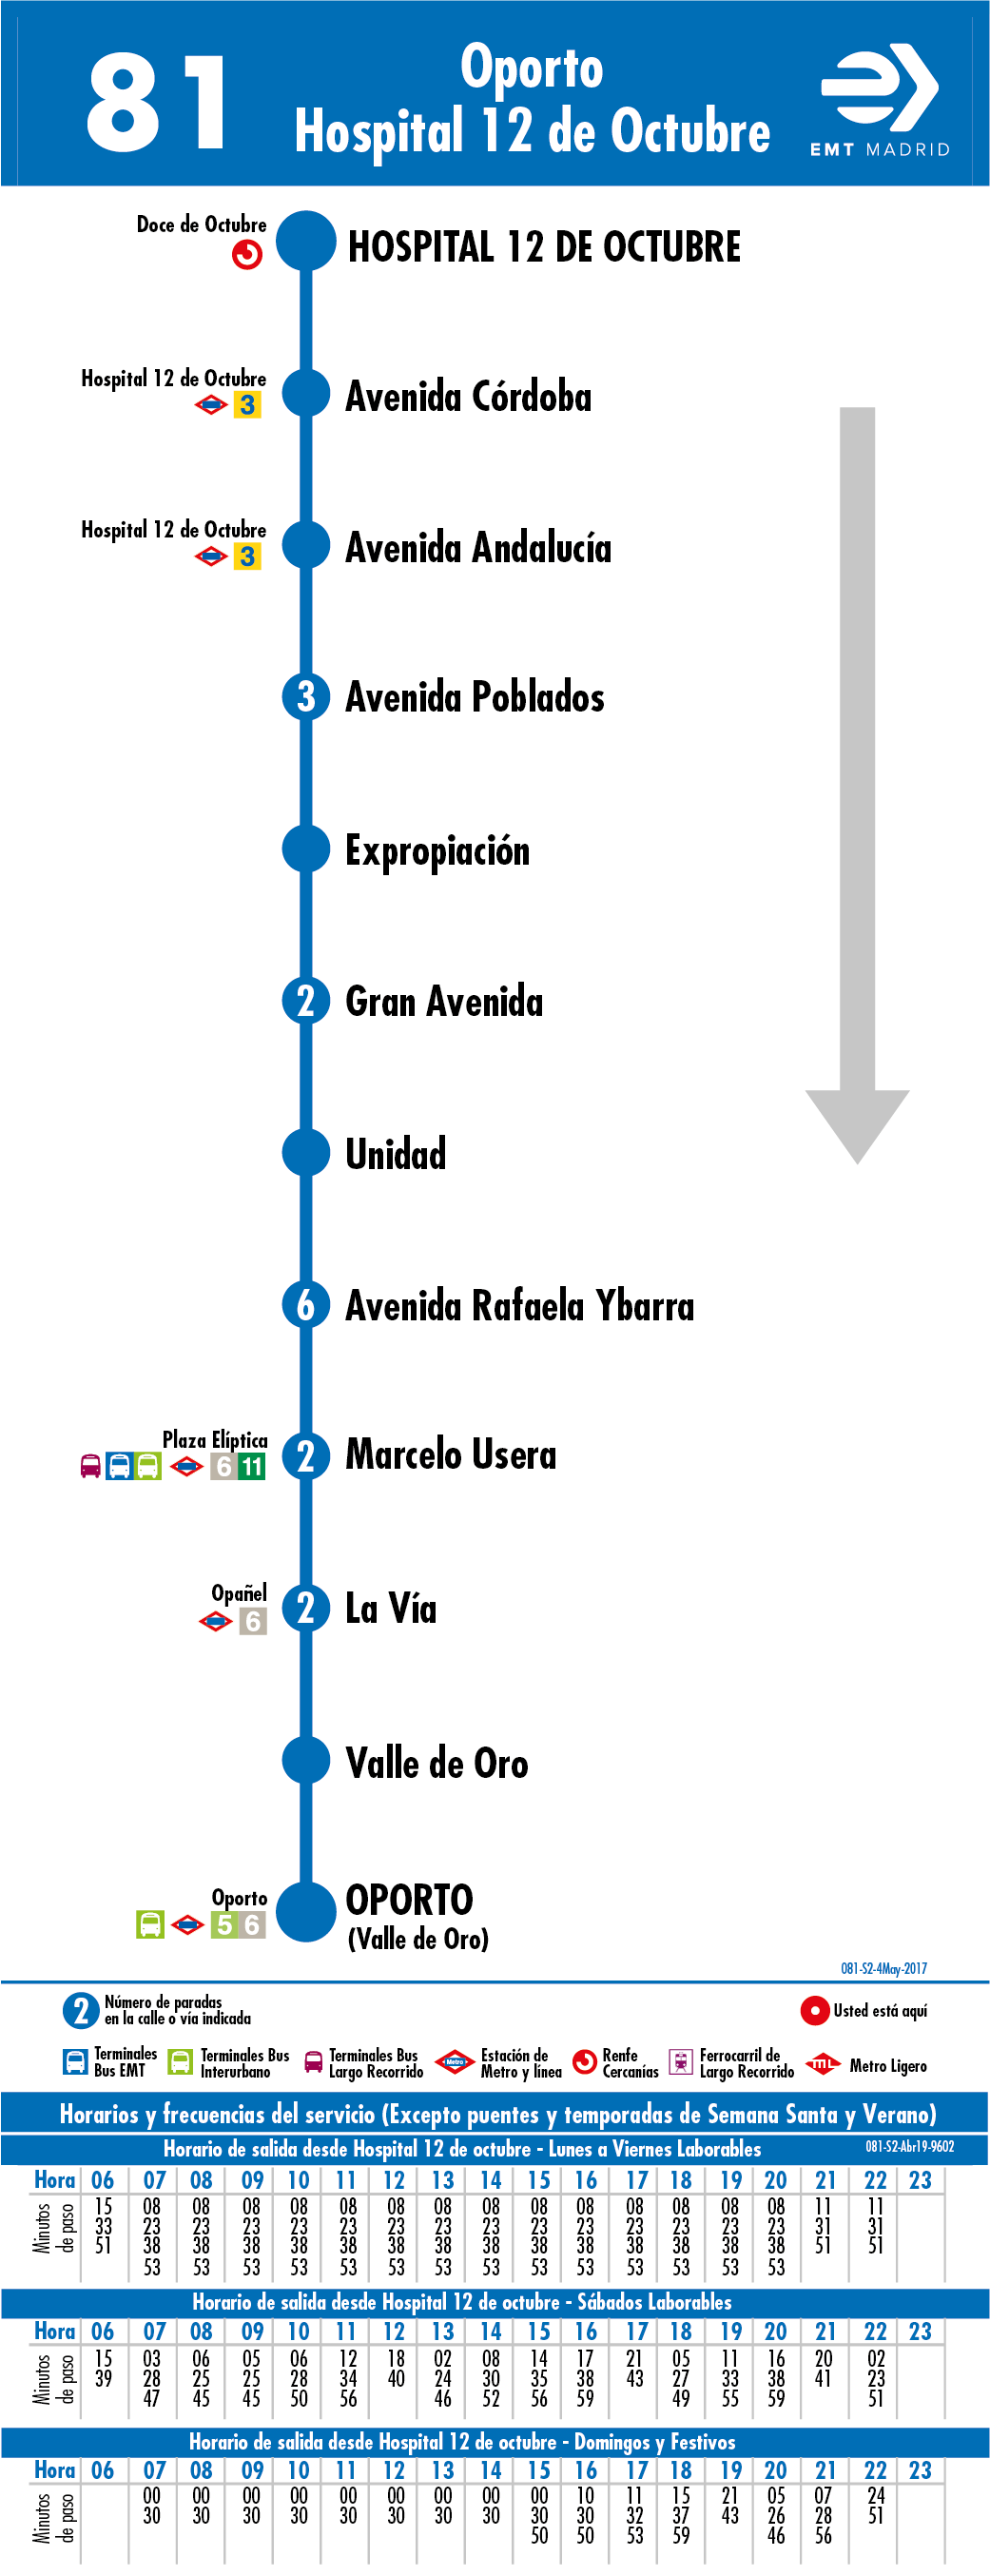 81
Oporto
Hospital 12 de Octubre
EMT MADRID
Doce de Octubre
HOSPITAL 12 DE OCTUBRE
Hospital 12 de Octubre
3
Avenida Córdoba
Hospital 12 de Octubre
3
Avenida Andalucía
3
Avenida Poblados
Expropiación
2
Gran Avenida
Unidad
6
Avenida Rafaela Ybarra
Plaza Elíptica
6 11
2
Marcelo Usera
Opañel
6
2
La Vía
Valle de Oro
Oporto
5 6
OPORTO
(Valle de Oro)
081-S2-4May-2017
2
Número de paradas
en la calle o vía indicada
Usted está aquí
Terminales
Bus EMT
Terminales Bus
Interurbano
Terminales Bus
Largo Recorrido
Metro
Estación de
Metro y línea
Renfe
Cercanías
Ferrocarril de
Largo Recorrido
ML
Metro Ligero
Horarios y frecuencias del servicio (Excepto puentes y temporadas de Semana Santa y Verano)
Horario de salida desde Hospital 12 de octubre - Lunes a Viernes Laborables
081-S2-Abr19-9602
Hora 06 07 08 09 10 11 12 13 14 15 16 17 18 19 20 21 22 23
Minutos
de paso
15 08 08 08 08 08 08 08 08 08 08 08 08 08 08 11 11
33 23 23 23 23 23 23 23 23 23 23 23 23 23 23 31 31
51 38 38 38 38 38 38 38 38 38 38 38 38 38 38 51 51
53 53 53 53 53 53 53 53 53 53 53 53 53 53
Horario de salida desde Hospital 12 de octubre - Sábados Laborables
Hora 06 07 08 09 10 11 12 13 14 15 16 17 18 19 20 21 22 23
Minutos
de paso
15 03 06 05 06 12 18 02 08 14 17 21 05 11 16 20 02
39 28 25 25 28 34 40 24 30 35 38 43 27 33 38 41 23
47 45 45 50 56 46 52 56 59 49 55 59 51
Horario de salida desde Hospital 12 de octubre - Domingos y Festivos
Hora 06 07 08 09 10 11 12 13 14 15 16 17 18 19 20 21 22 23
Minutos
de paso
00 00 00 00 00 00 00 00 00 10 11 15 21 05 07 24
30 30 30 30 30 30 30 30 30 30 32 37 43 26 28 51
50 50 53 59 46 56